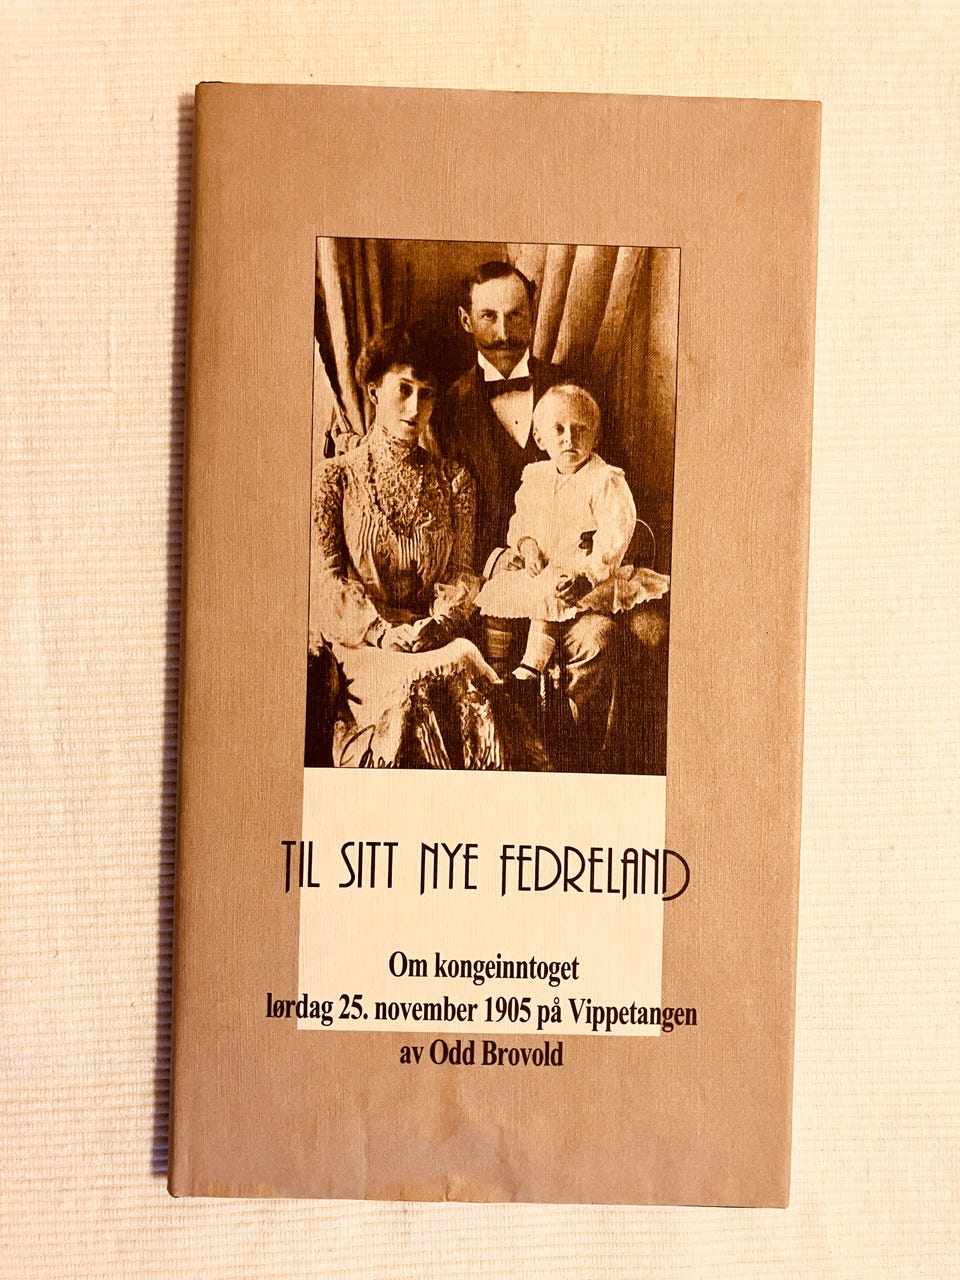 TIL SITT NYE FEDRELAND
Om kongeinntoget
lørdag 25. november 1905 på Vippetangen
av Odd Brovold